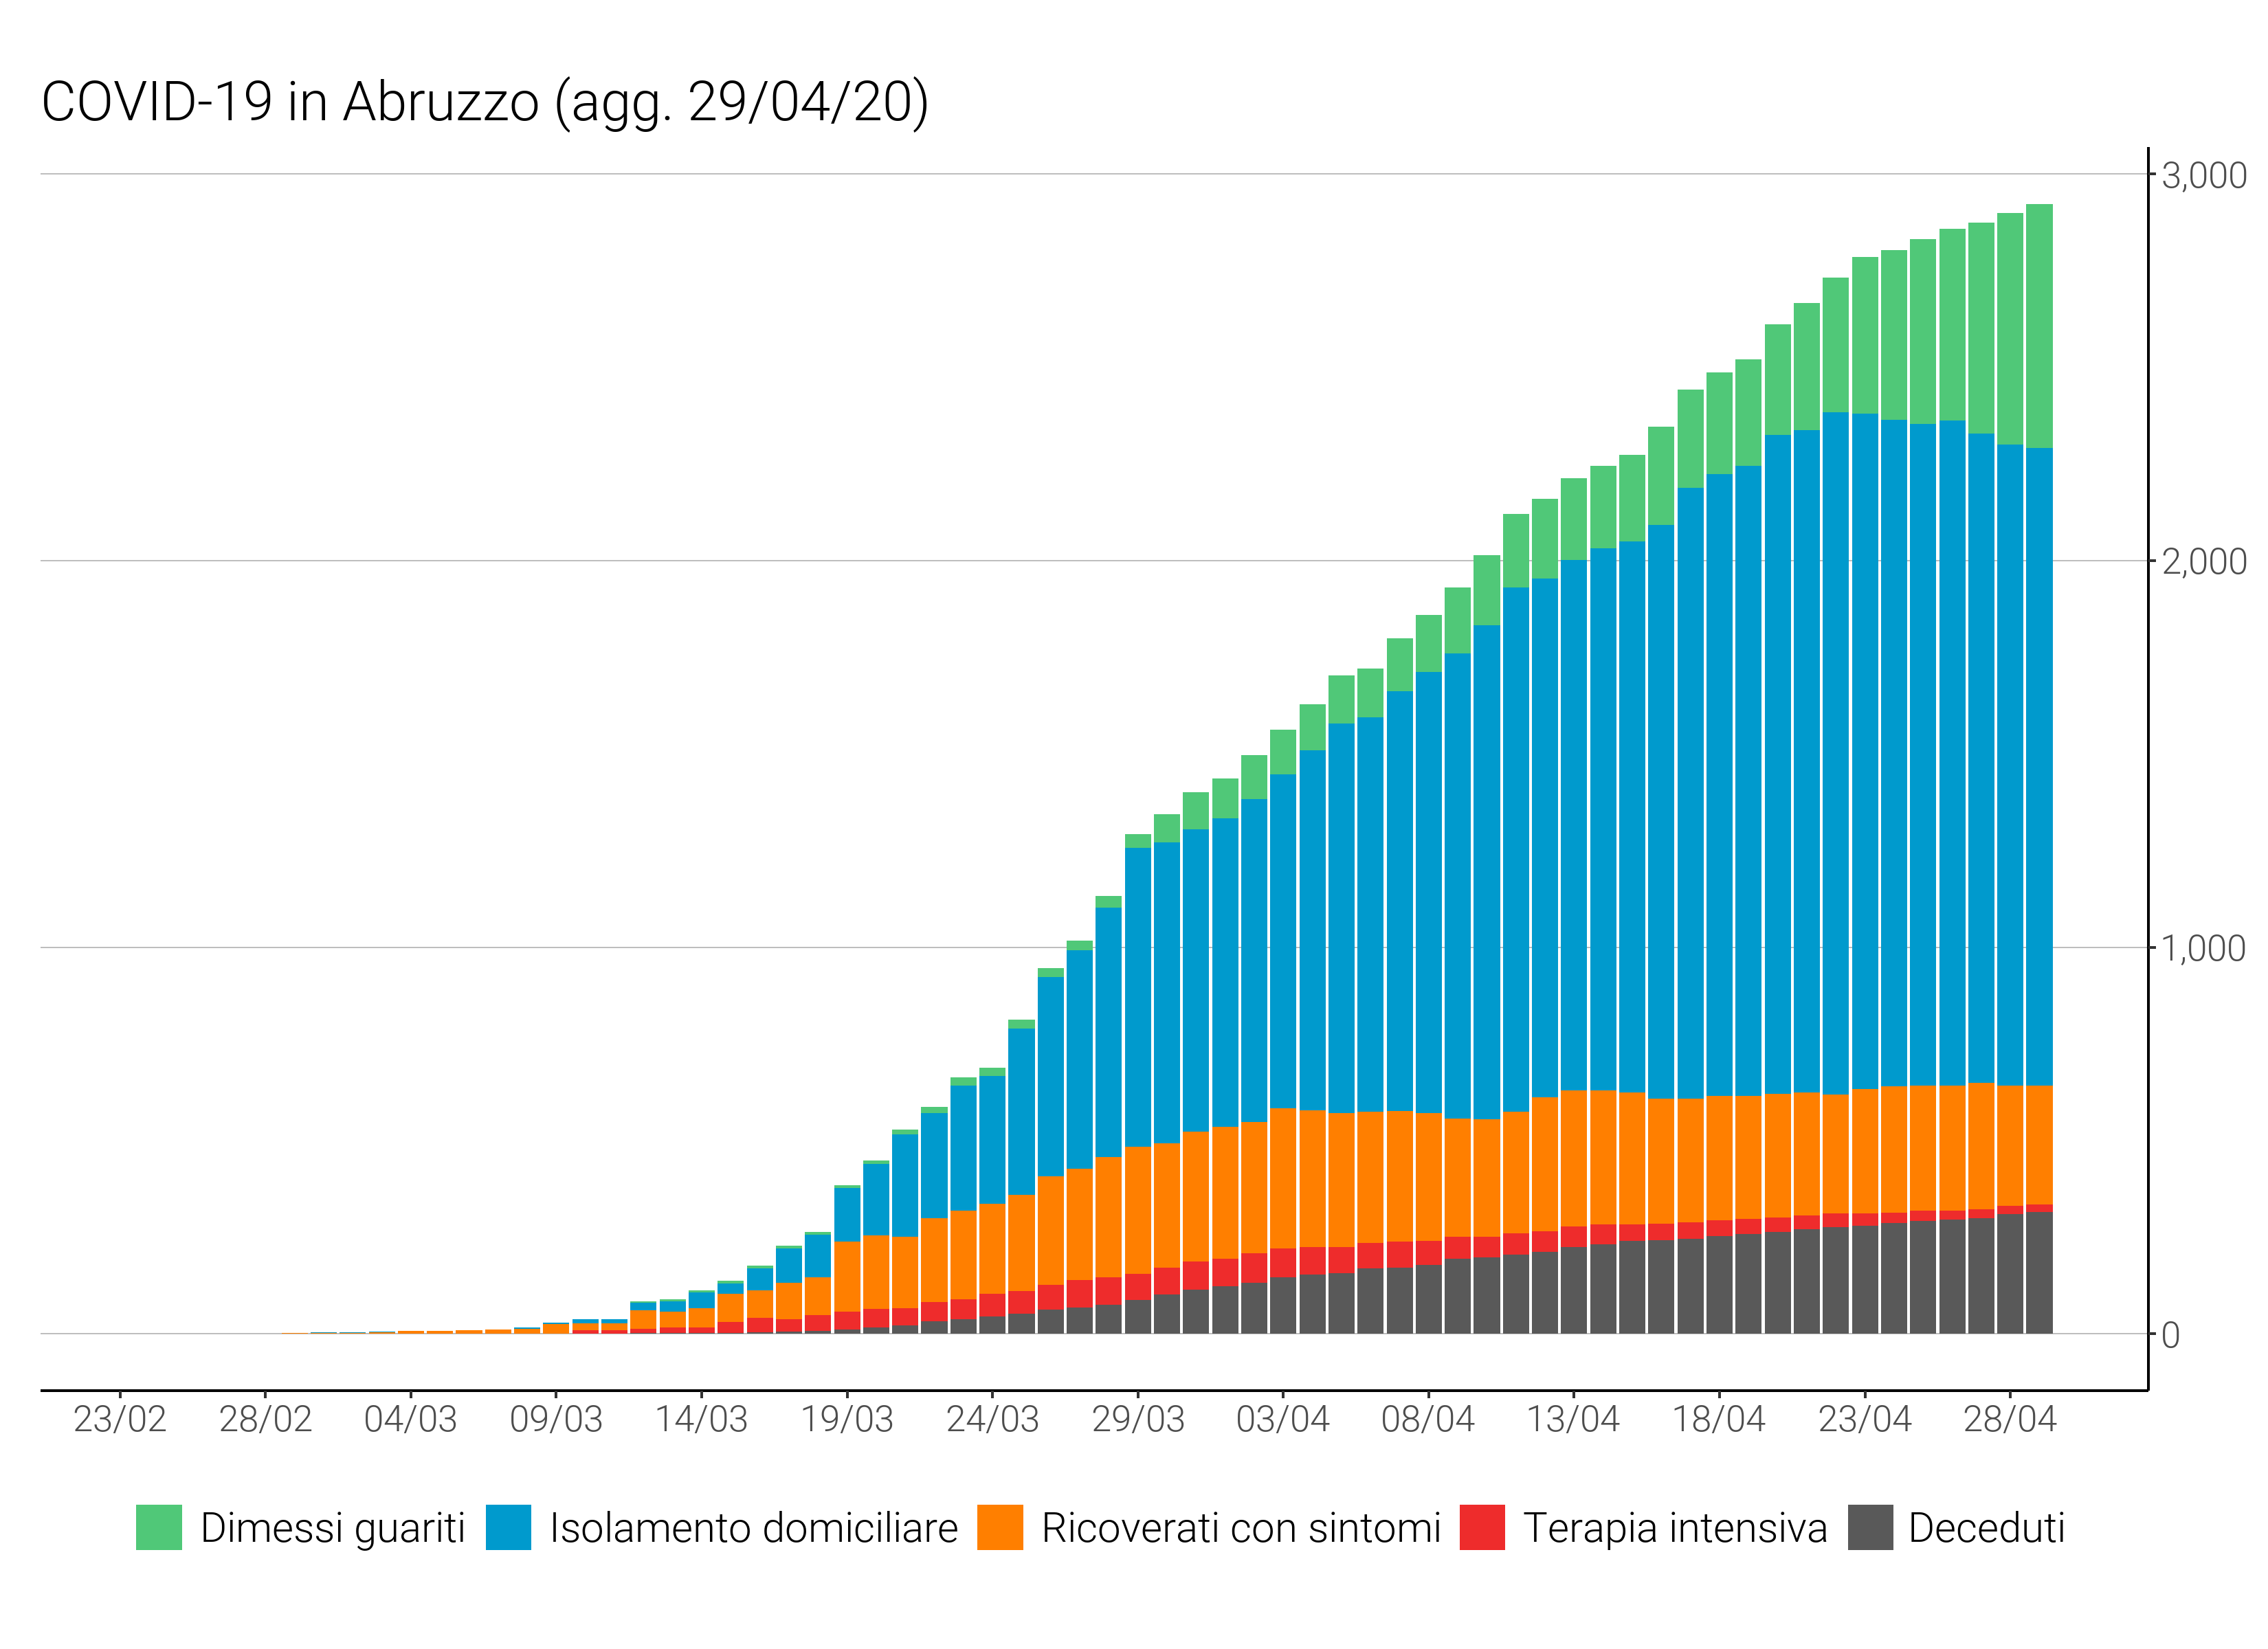 COVID-19 in Abruzzo (agg. 29/04/20)
3,000
2,000
1,000
0
23/02 28/02 04/03 09/03 14/03 19/03 24/03 29/03 03/04 08/04 13/04 18/04 23/04 28/04
Dimessi guariti Isolamento domiciliare Ricoverati con sintomi Terapia intensiva Deceduti